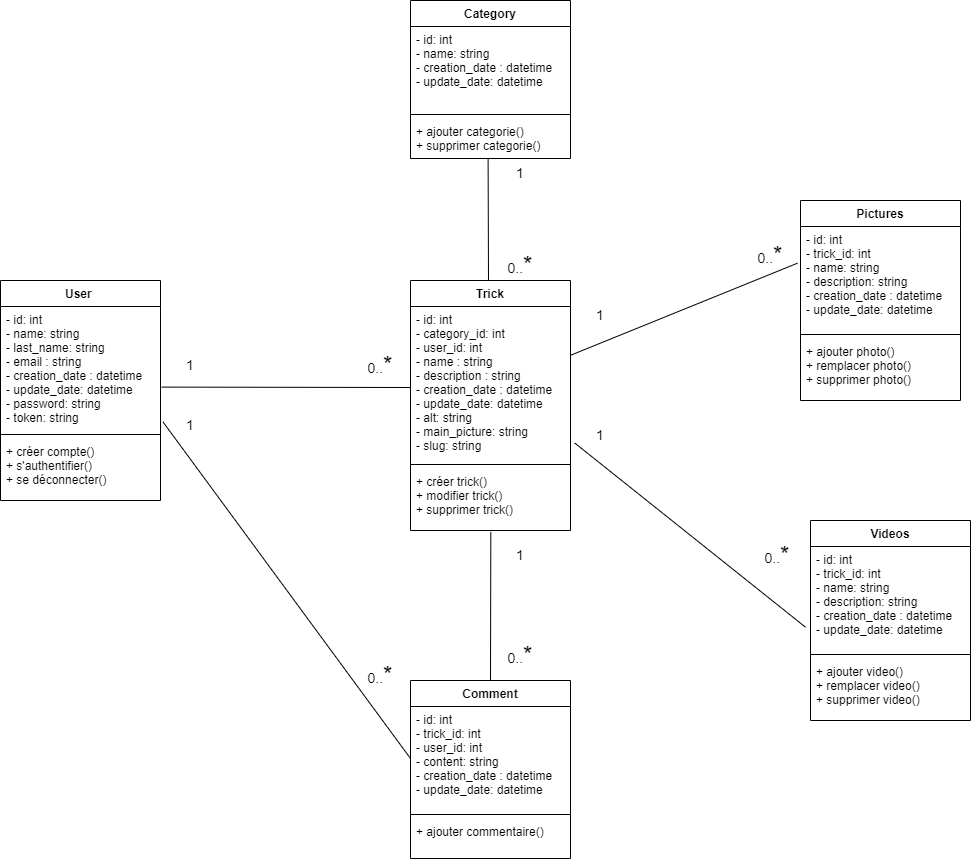 Category
- id: int
- name: string
- creation_date : datetime
- update_date: datetime
+ ajouter categorie()
+ supprimer categorie()
1
0..*
Pictures
- id: int
- trick_id: int
- name: string
- description: string
- creation_date : datetime
- update_date: datetime
+ ajouter photo()
+ remplacer photo()
+ supprimer photo()
0..*
1
User
- id: int
- name: string
- last_name: string
- email : string
- creation_date : datetime
- update_date: datetime
- password: string
- token: string
+ créer compte()
+ s'authentifier()
+ se déconnecter()
1
0..*
1
Trick
- id: int
- category_id: int
- user_id: int
- name : string
- description : string
- creation_date : datetime
- update_date: datetime
- alt: string
- main_picture: string
- slug: string
+ créer trick()
+ modifier trick()
+ supprimer trick()
1
0..*
Videos
- id: int
- trick_id: int
- name: string
- description: string
- creation_date : datetime
- update_date: datetime
+ ajouter video()
+ remplacer video()
+ supprimer video()
1
0..*
0..*
Comment
- id: int
- trick_id: int
- user_id: int
- content: string
- creation_date : datetime
- update_date: datetime
+ ajouter commentaire()